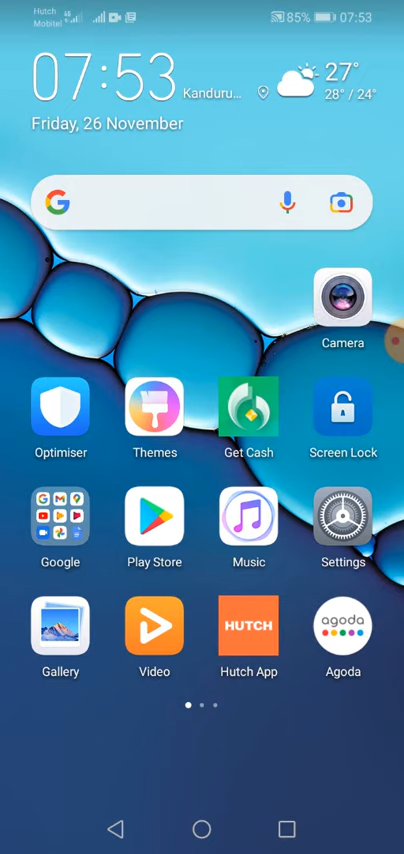 Hutch
Mobitel
85%
07:53
07:53
Kanduru...
27°
28° / 24°
Friday, 26 November
Camera
Optimiser
Themes
Get Cash
Screen Lock
Google
Play Store
Music
Settings
HUTCH
agoda
Gallery
Video
Hutch App
Agoda